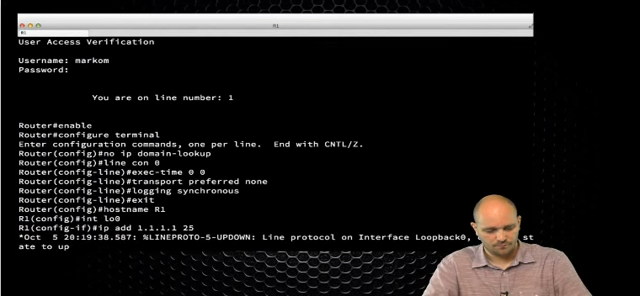 R1
R1
User Access Verification
Username: markom
Password:
You are on line number: 1
Router#enable
Router#configure terminal
Enter configuration commands, one per line. End with CNTL/Z.
Router(config)#no ip domain-lookup
Router(config)#line con 0
Router(config-line)#exec-time 0 0
Router(config-line)#transport preferred none
Router(config-line)#logging synchronous
Router(config-line)#exit
Router(config)#hostname R1
R1(config)#int lo0
R1(config-if)#ip add 1.1.1.1 25
*Oct 5 20:19:38.587: %LINEPROTO-5-UPDOWN: Line protocol on Interface Loopback0, st
ate to up